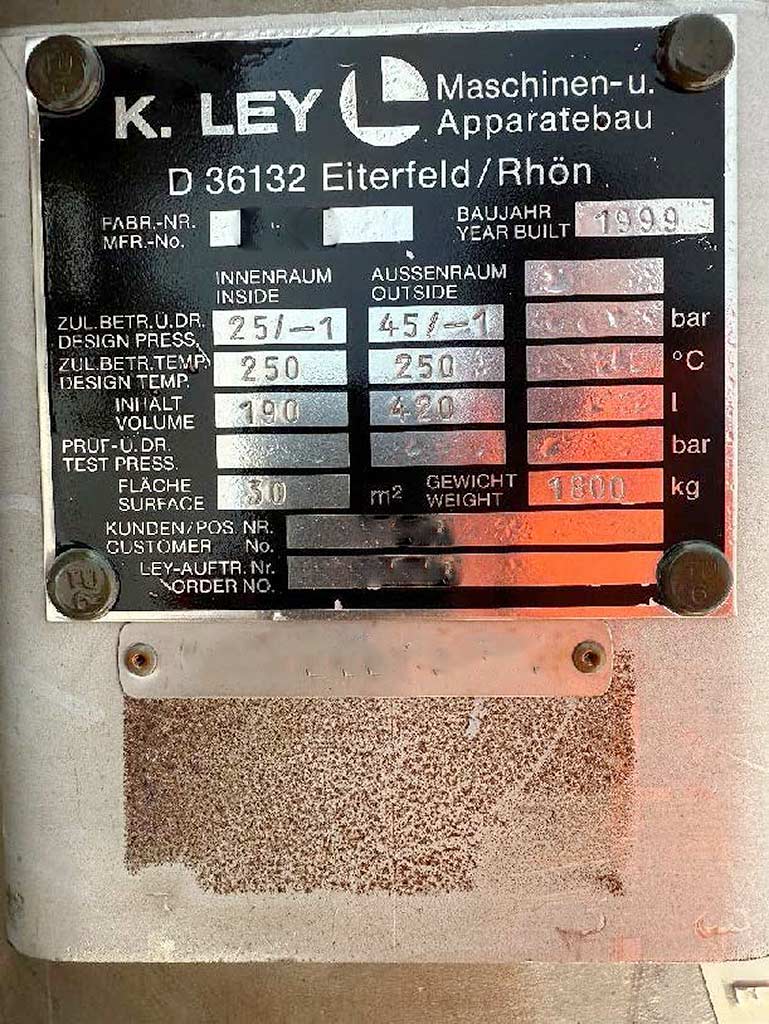 K. LEY Maschinen-u.
Apparatebau
D 36132 Eiterfeld/Rhön
FABR.-NR.
MFR.-No.
BAUJAHR
YEAR BUILT 1999
INNENRAUM AUSSENRAUM
INSIDE OUTSIDE
ZUL.BETR.Ü.DR. 25/-1 45/-1 bar
DESIGN PRESS.
ZUL.BETR.TEMP. 250 250 °C
DESIGN TEMP.
INHALT 190 420 l
VOLUME
PRÜF-Ü.DR. bar
TEST PRESS.
FLÄCHE 30 m² GEWICHT 1800 kg
SURFACE WEIGHT
KUNDEN/POS. NR.
CUSTOMER No.
LEY-AUFTR. Nr.
ORDER NO.